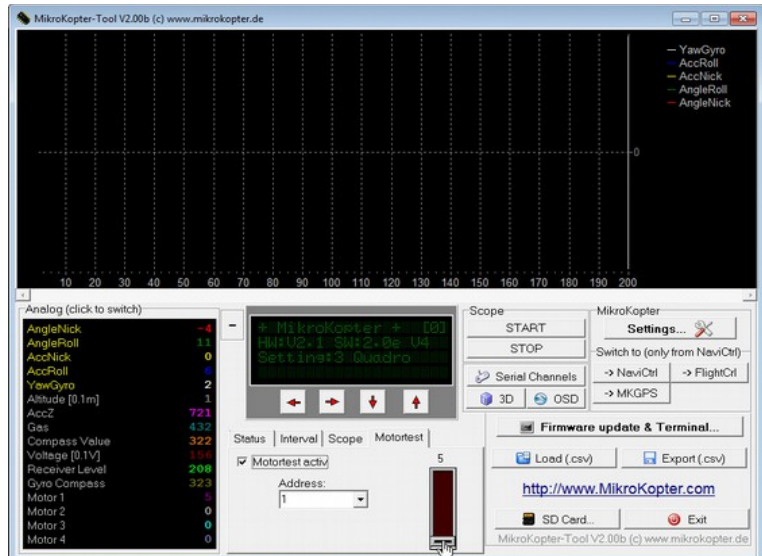 MikroKopter-Tool V2.00b (c) www.mikrokopter.de
YawGyro
AccRoll
AccNick
AngleRoll
AngleNick
0
10 20 30 40 50 60 70 80 90 100 110 120 130 140 150 160 170 180 190 200
Analog (click to switch)
AngleNick -4
AngleRoll 11
AccNick 0
AccRoll 6
YawGyro 2
Altitude [0.1m] 1
AccZ 721
Gas 432
Compass Value 322
Voltage [0.1V] 156
Receiver Level 208
Gyro Compass 323
Motor 1 5
Motor 2 0
Motor 3 0
Motor 4 0
-
+ MikroKopter + [0]
HW:V2.1 SW:2.0e V4
Setting:3 Quadro
Status Interval Scope Motortest
Motortest activ
5
Address:
1
Scope
START
STOP
Serial Channels
3D OSD
MikroKopter
Settings...
Switch to (only from NaviCtrl)
-> NaviCtrl -> FlightCrl
-> MKGPS
Firmware update & Terminal...
Load (.csv) Export (.csv)
http://www.MikroKopter.com
SD Card... Exit
MikroKopter-Tool V2.00b (c) www.mikrokopter.de